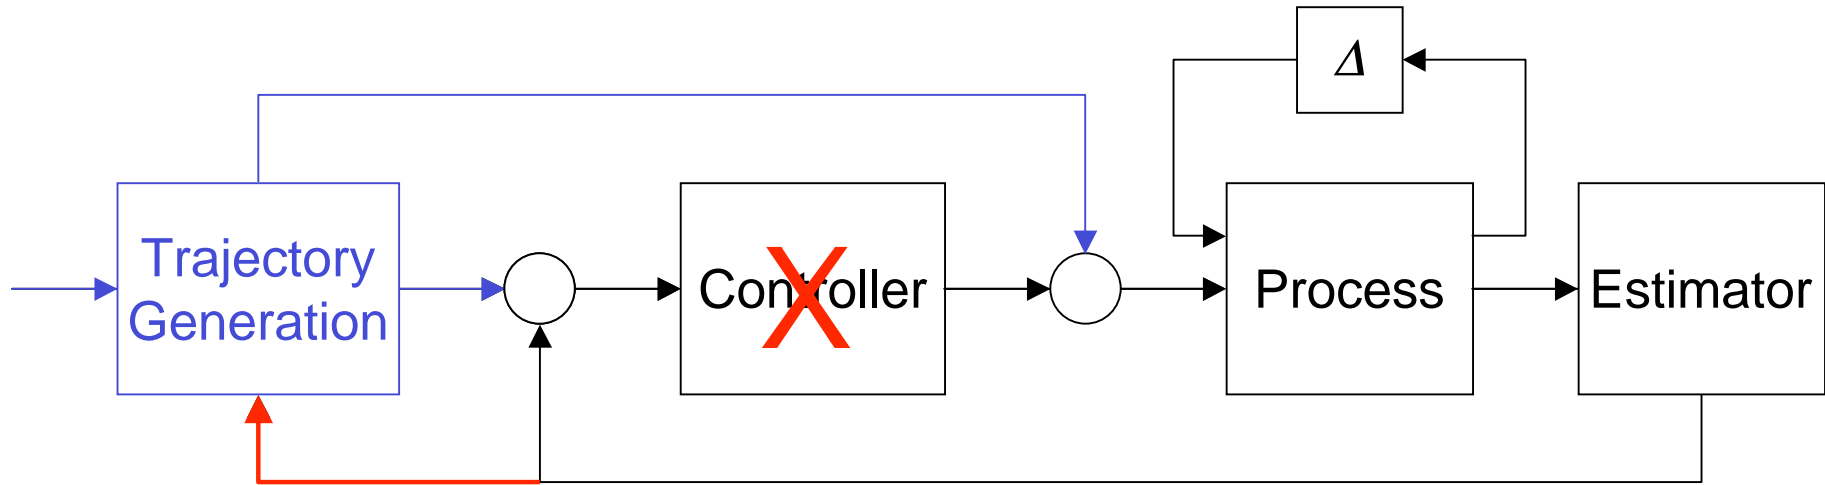 Δ
Trajectory
Generation
Controller
X
Process
Estimator